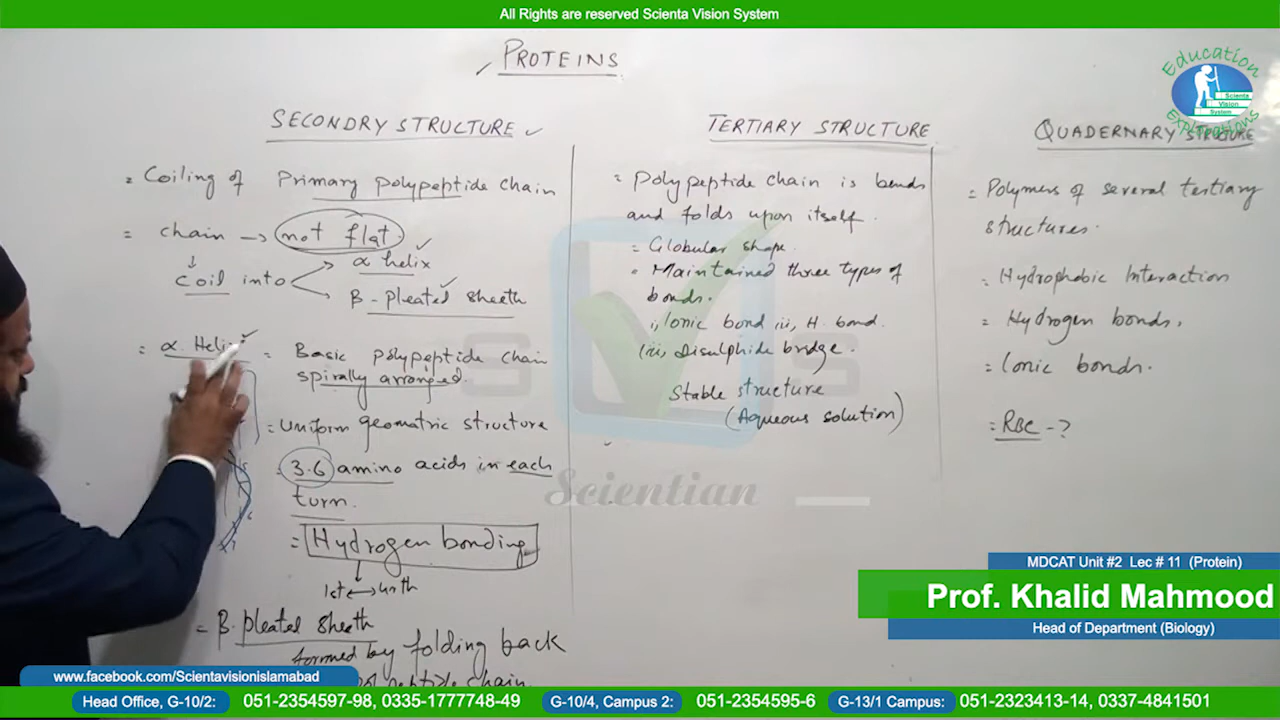 All Rights are reserved Scienta Vision System
PROTEINS
Education
Scienta
Vision
System
Explorations
SECONDRY STRUCTURE
= Coiling of Primary polypeptide chain
= chain → not flat
↓
coil into
α helix
β - pleated sheeth
= α. Helix
= Basic polypeptide chain
spirally arranged.
= Uniform geometric structure
3.6 amino acids in each
turn.
= Hydrogen bonding
1st ↔ 4th
= β. pleated sheeth
formed by folding back
peptide chain
TERTIARY STRUCTURE
= Polypeptide chain is bends
and folds upon itself.
= Globular shape.
= Maintained three types of
bonds.
i, Ionic bond ii, H. bond.
(iii, Disulphide bridge.
Stable structure
(Aqueous solution)
QUADERNARY STRUCTURE
= Polymers of several tertiary
structures.
= Hydrophobic Interaction
= Hydrogen bonds,
= Ionic bonds.
= RBC - ?
S V S
Scientian
MDCAT Unit #2 Lec # 11 (Protein)
Prof. Khalid Mahmood
Head of Department (Biology)
www.facebook.com/Scientavisionislamabad
Head Office, G-10/2: 051-2354597-98, 0335-1777748-49 G-10/4, Campus 2: 051-2354595-6 G-13/1 Campus: 051-2323413-14, 0337-4841501